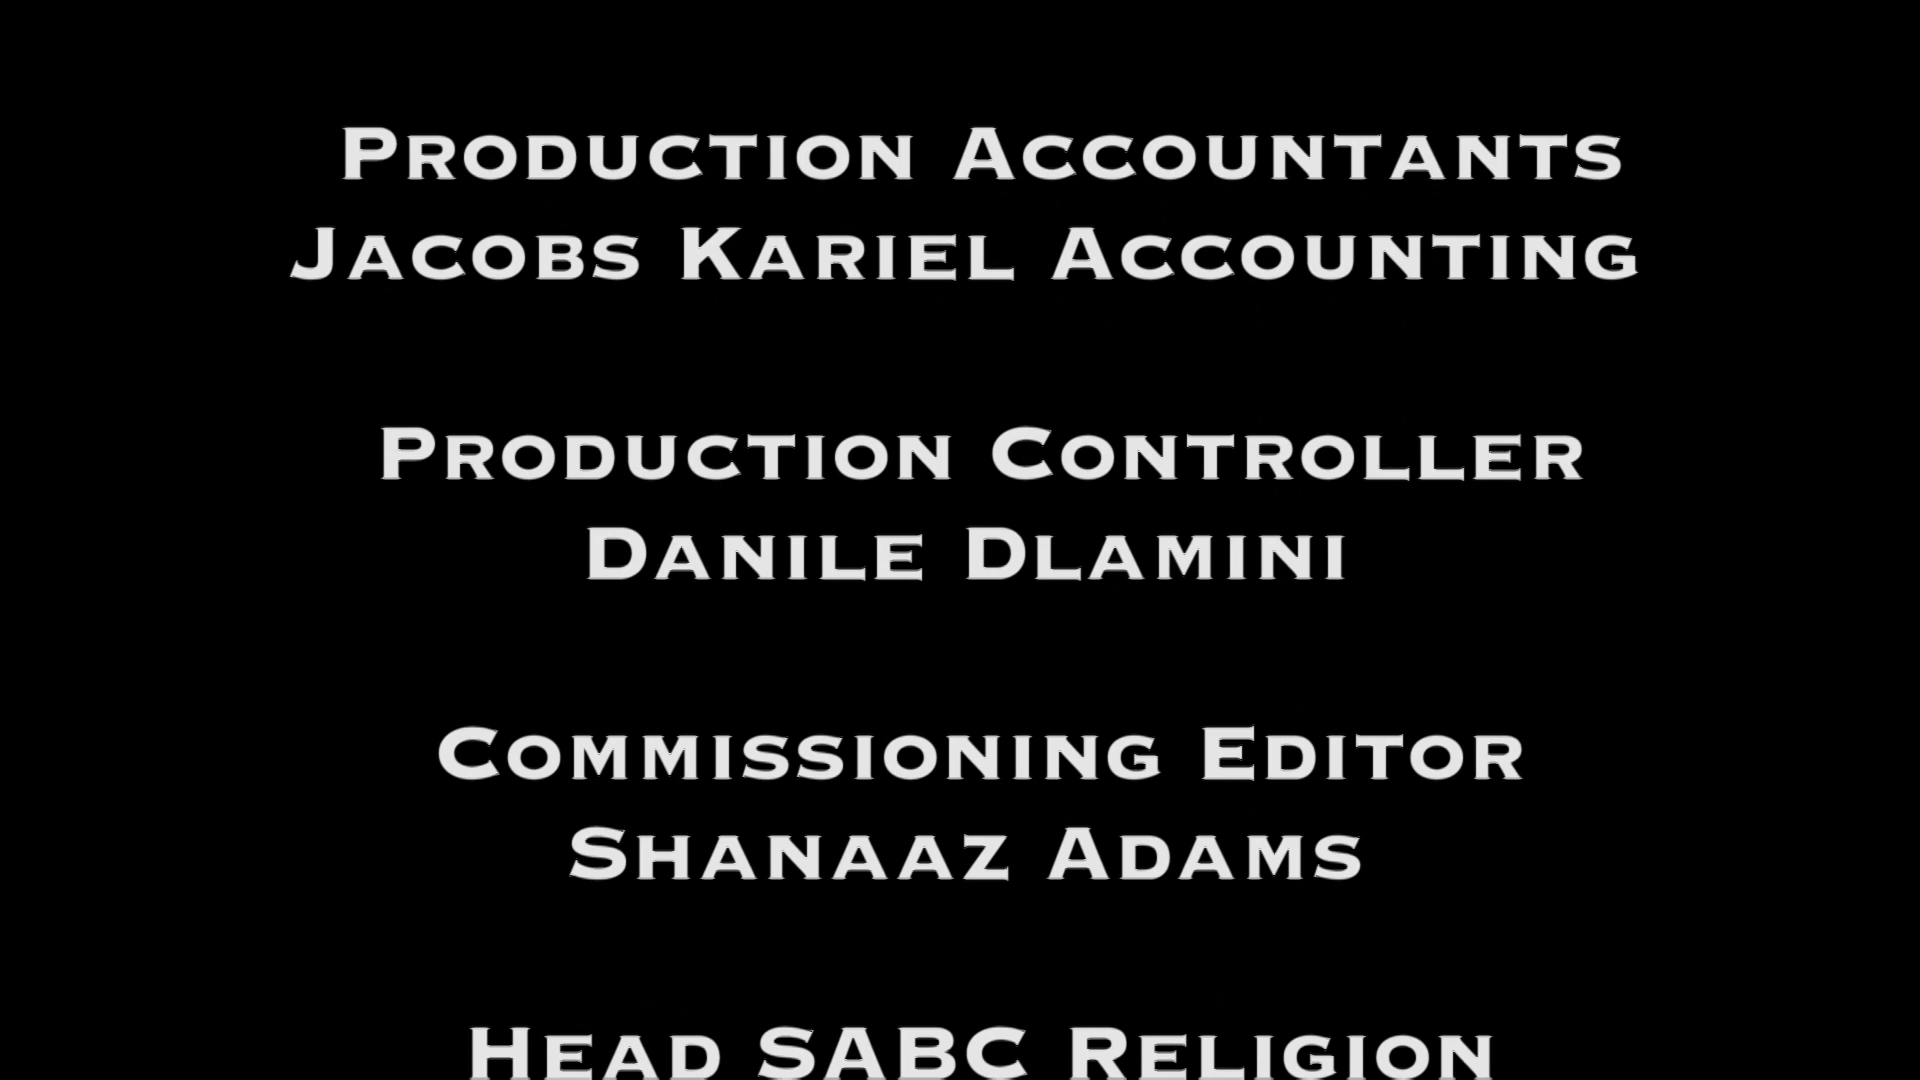 Production Accountants
Jacobs Kariel Accounting
Production Controller
Danile Dlamini
Commissioning Editor
Shanaaz Adams
Head SABC Religion